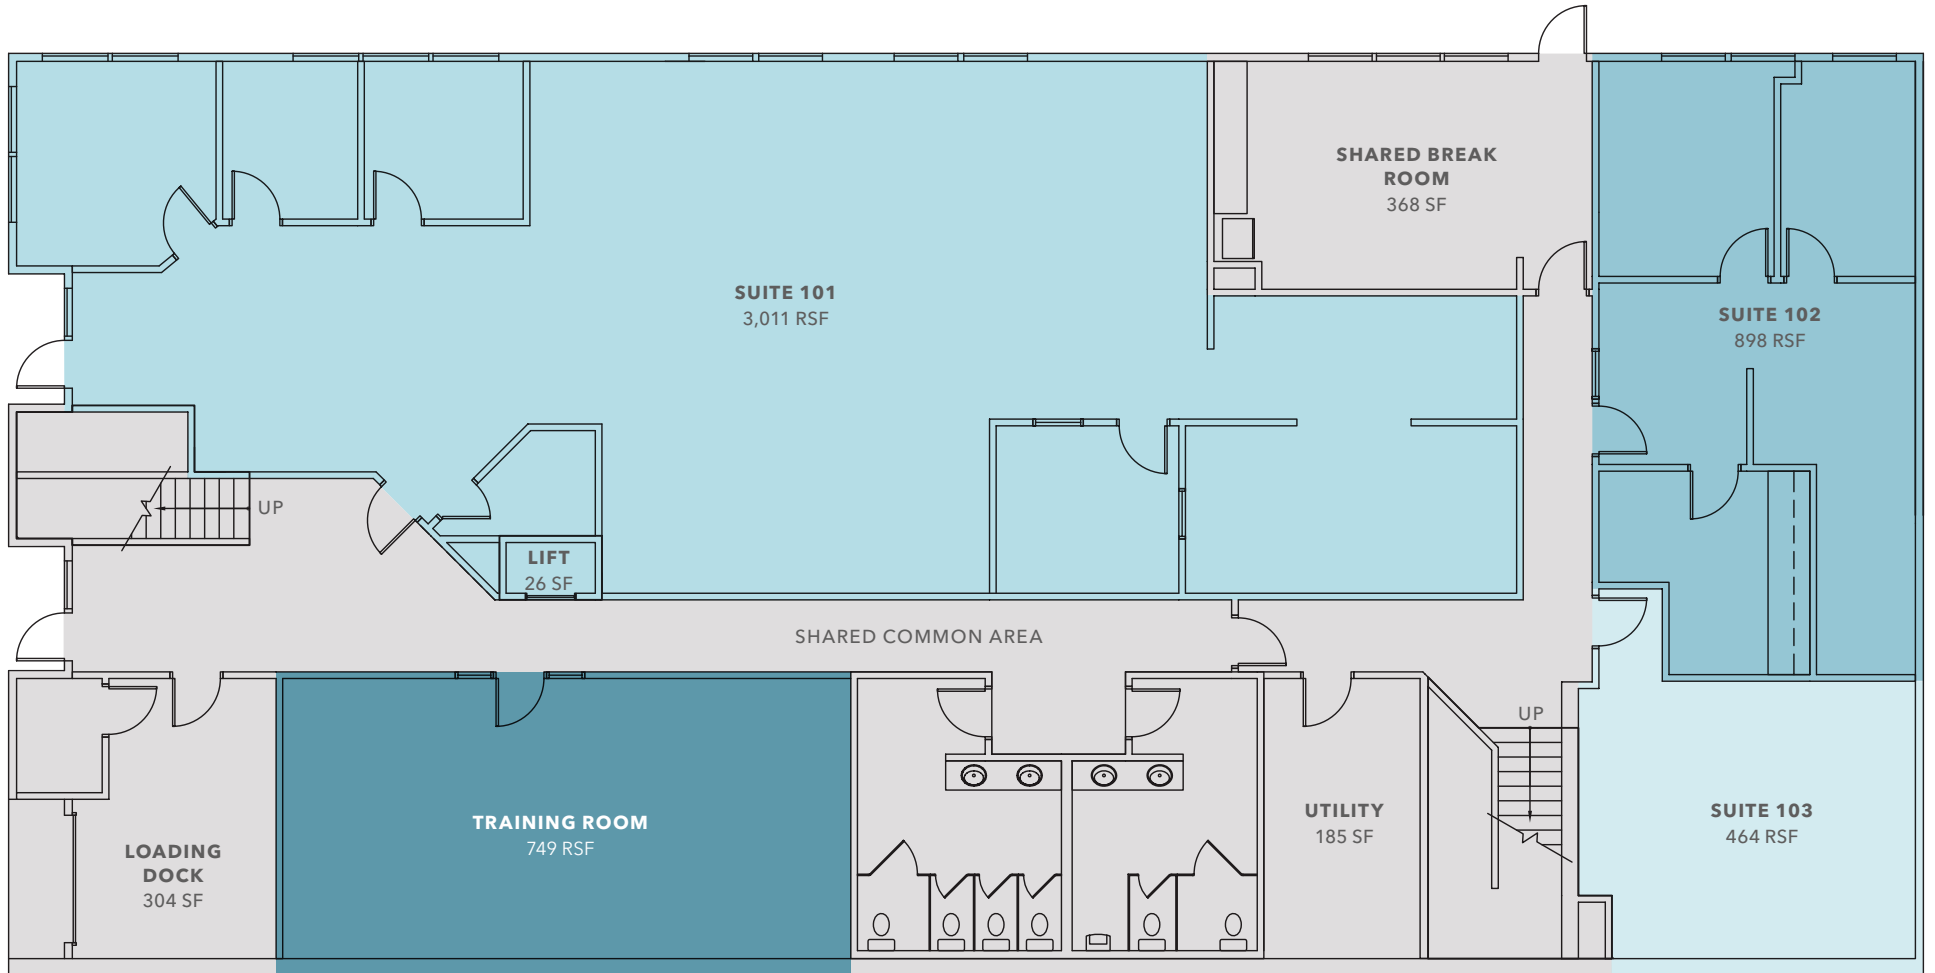 SHARED BREAK
ROOM
368 SF
SUITE 101
3,011 RSF
SUITE 102
898 RSF
UP
LIFT
26 SF
SHARED COMMON AREA
UP
TRAINING ROOM
749 RSF
UTILITY
185 SF
SUITE 103
464 RSF
LOADING
DOCK
304 SF